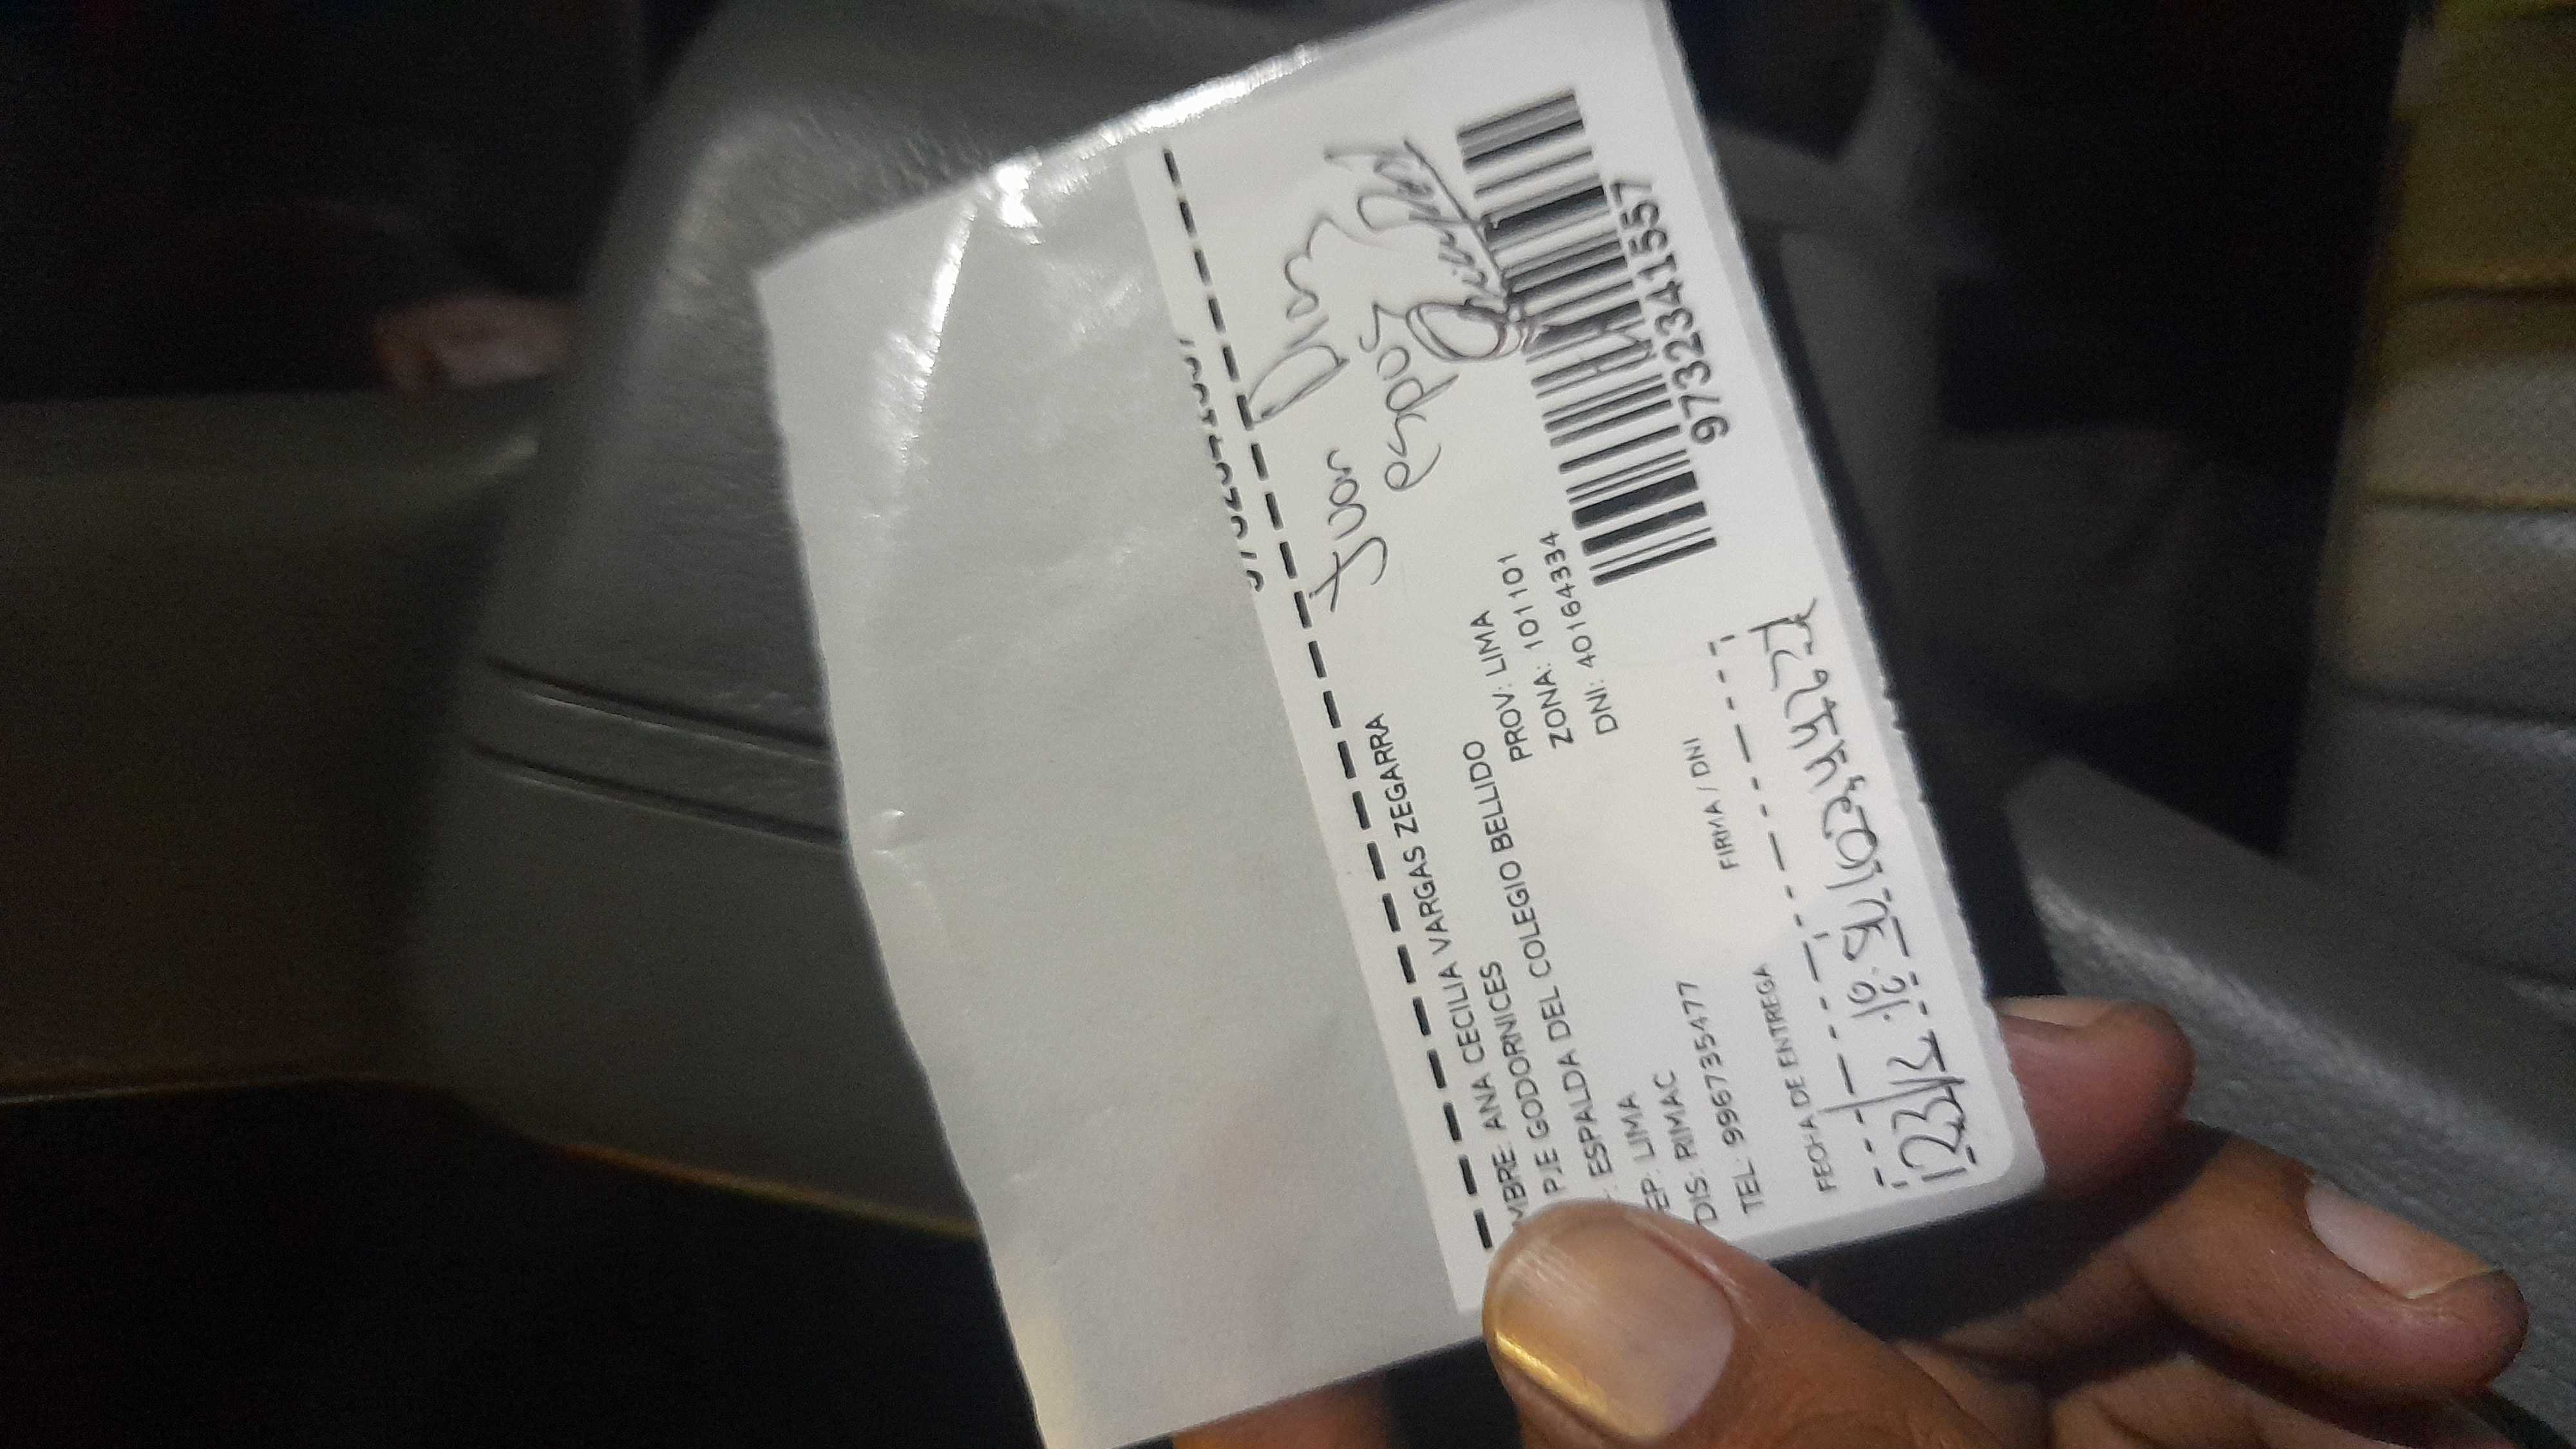 Juan Diaz
esposo
MBRE: ANA CECILIA VARGAS ZEGARRA
PJE GODODORNICES
: ESPALDA DEL COLEGIO BELLIDO
EP: LIMA PROV: LIMA
DIS: RIMAC ZONA: 101101
TEL: 996735477 DNI: 40164334
9732341557
FECHA DE ENTREGA FIRMA / DNI